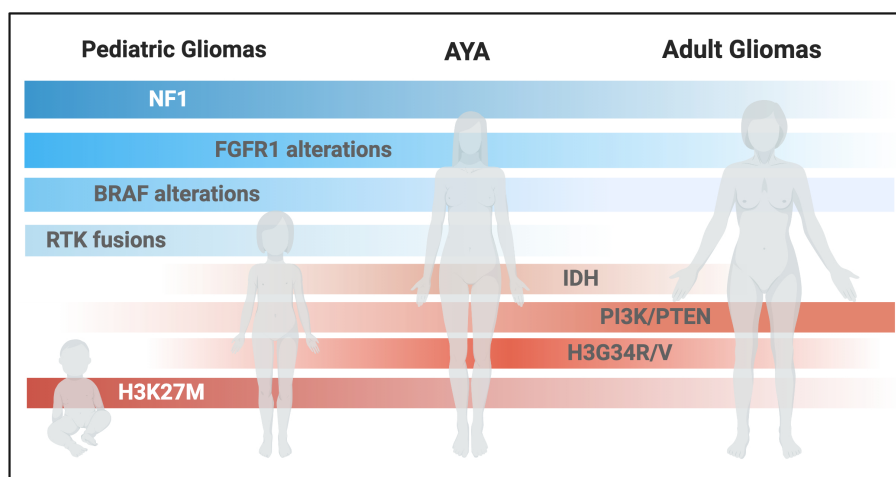 Pediatric Gliomas AYA Adult Gliomas
NF1
FGFR1 alterations
BRAF alterations
RTK fusions
IDH
PI3K/PTEN
H3G34R/V
H3K27M